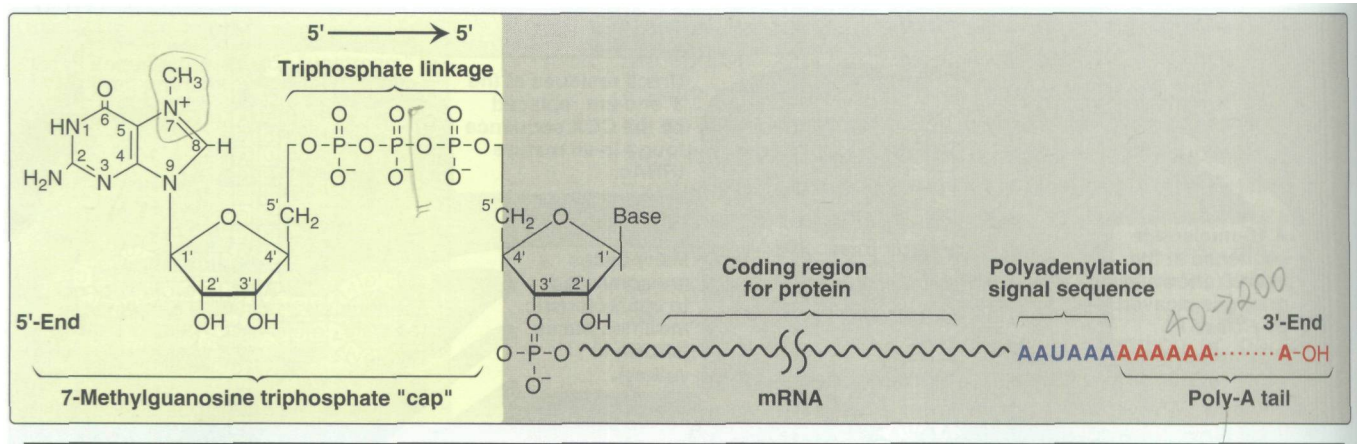 5' → 5'
Triphosphate linkage
CH3
O
N+
HN
H
H2N
N
N
1
2
3
4
5
6
7
8
9
O O O
O-P-O-P-O-P-O
O- O- O-
5'
CH2
O
1'
2'
3'
4'
OH OH
5'
CH2
O
Base
4'
1'
3'
2'
O
OH
O-P-O
O-
Coding region
for protein
Polyadenylation
signal sequence
40→200
5'-End
3'-End
AAUAAAAAAAAA········A-OH
7-Methylguanosine triphosphate "cap"
mRNA
Poly-A tail